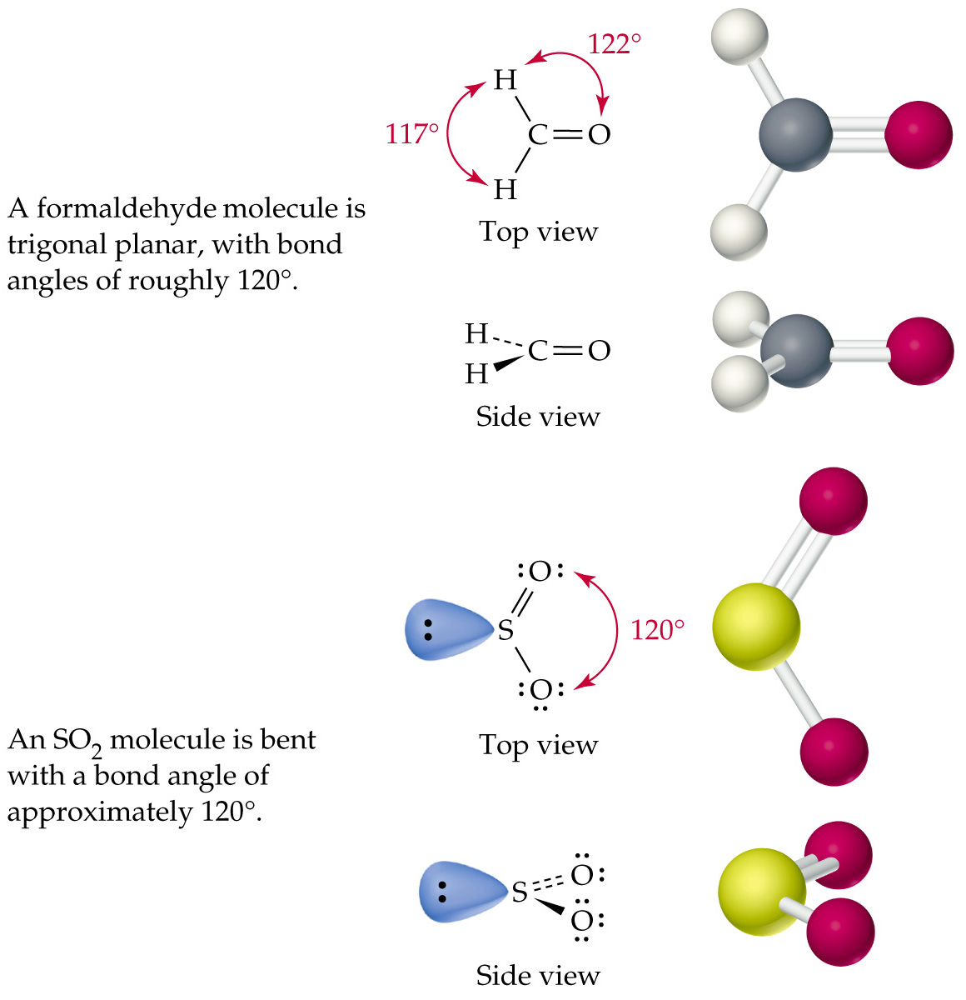 122°
H
117°
C=O
H
Top view
A formaldehyde molecule is
trigonal planar, with bond
angles of roughly 120°.
H
C=O
H
Side view
:O:
:
S
120°
:O:
..
Top view
An SO₂ molecule is bent
with a bond angle of
approximately 120°.
..
O:
:
S
..
O:
..
Side view